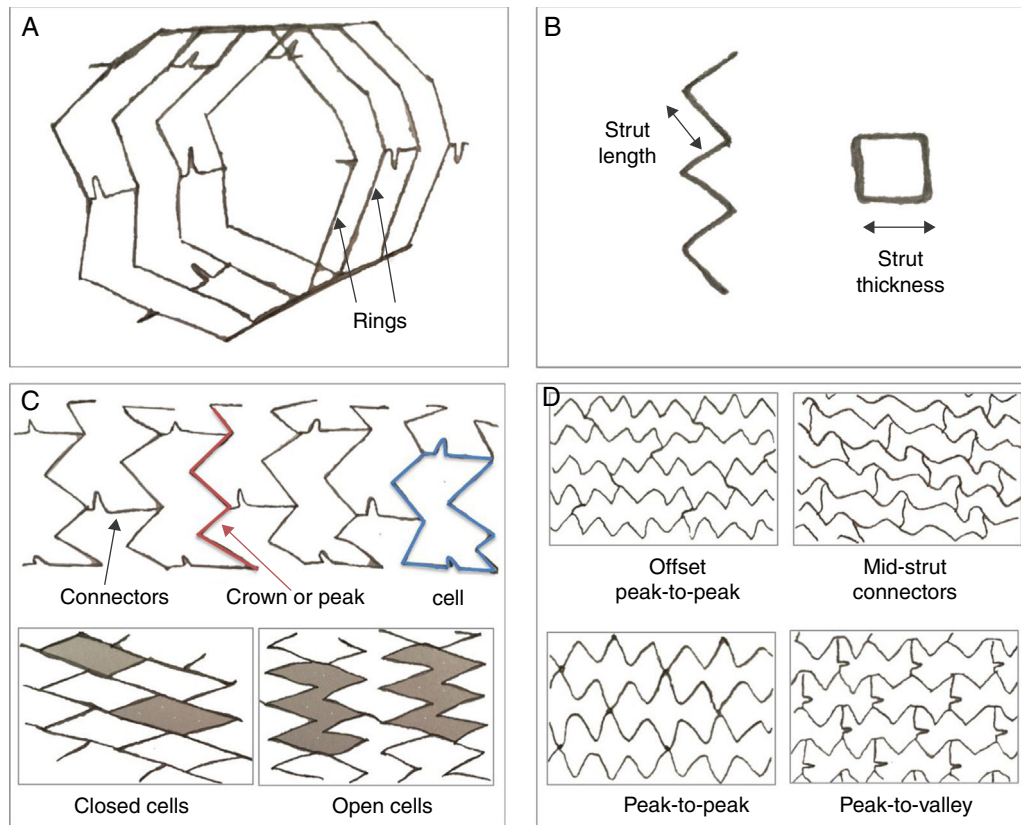 A
Rings
B
Strut
length
Strut
thickness
C
Connectors
Crown or peak
cell
Closed cells
Open cells
D
Offset
peak-to-peak
Mid-strut
connectors
Peak-to-peak
Peak-to-valley